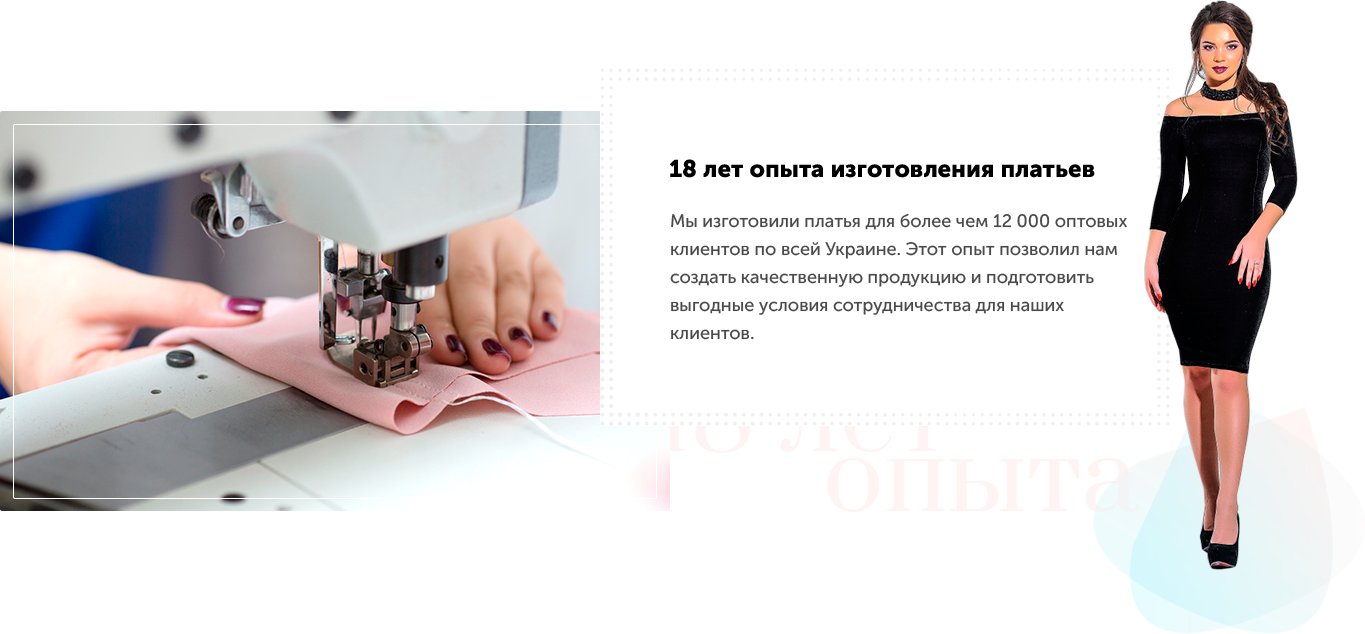 18 лет опыта изготовления платьев
Мы изготовили платья для более чем 12 000 оптовых
клиентов по всей Украине. Этот опыт позволил нам
создать качественную продукцию и подготовить
выгодные условия сотрудничества для наших
клиентов.
18 лет
опыта